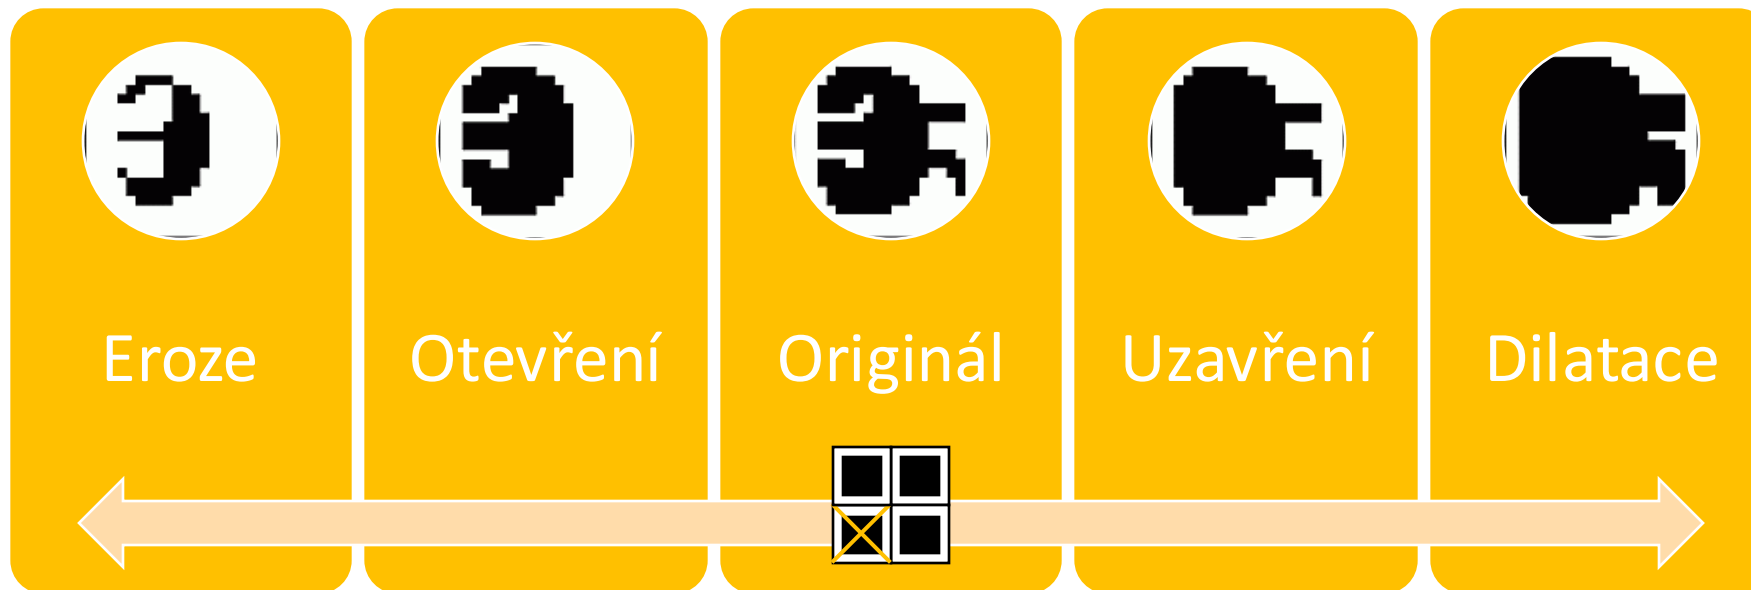 Eroze
Otevření
Originál
Uzavření
Dilatace